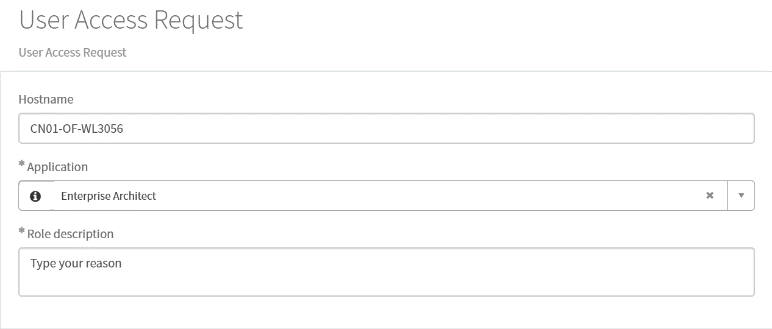 User Access Request
User Access Request
Hostname
CN01-OF-WL3056
* Application
Enterprise Architect
* Role description
Type your reason